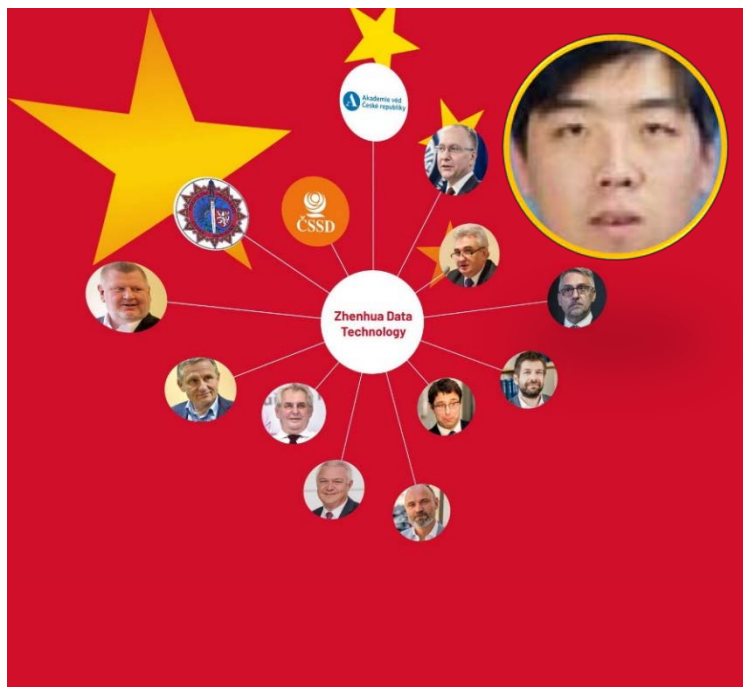 Akademie věd
České republiky
ČSSD
Zhenhua Data
Technology